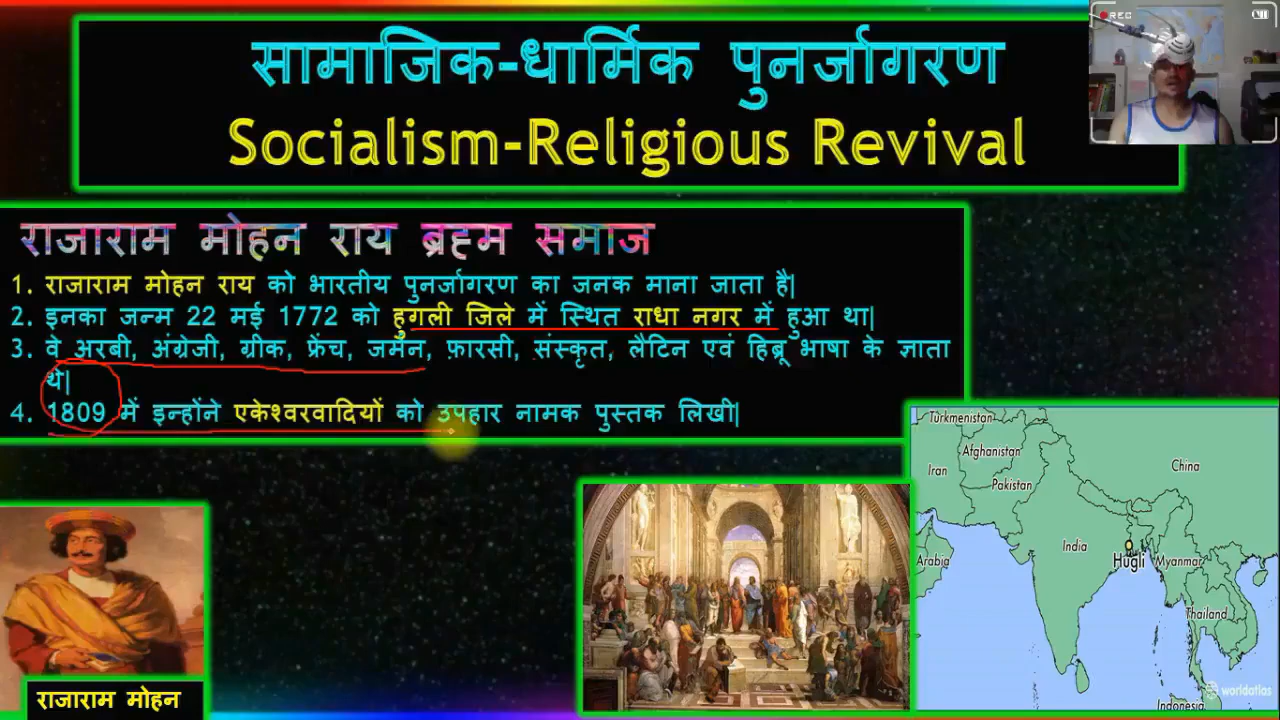 REC
सामाजिक-धार्मिक पुनर्जागरण
Socialism-Religious Revival
राजाराम मोहन राय ब्रह्म समाज
1. राजाराम मोहन राय को भारतीय पुनर्जागरण का जनक माना जाता है|
2. इनका जन्म 22 मई 1772 को हुगली जिले में स्थित राधा नगर में हुआ था|
3. वे अरबी, अंग्रेजी, ग्रीक, फ्रेंच, जर्मन, फ़ारसी, संस्कृत, लैटिन एवं हिब्रू भाषा के ज्ञाता
थे|
4. 1809 में इन्होंने एकेश्वरवादियों को उपहार नामक पुस्तक लिखी|
Turkmenistan
Afghanistan
Iran
China
Pakistan
India
Hugli
Arabia
Myanmar
Thailand
worldatlas
Indonesia
राजाराम मोहन